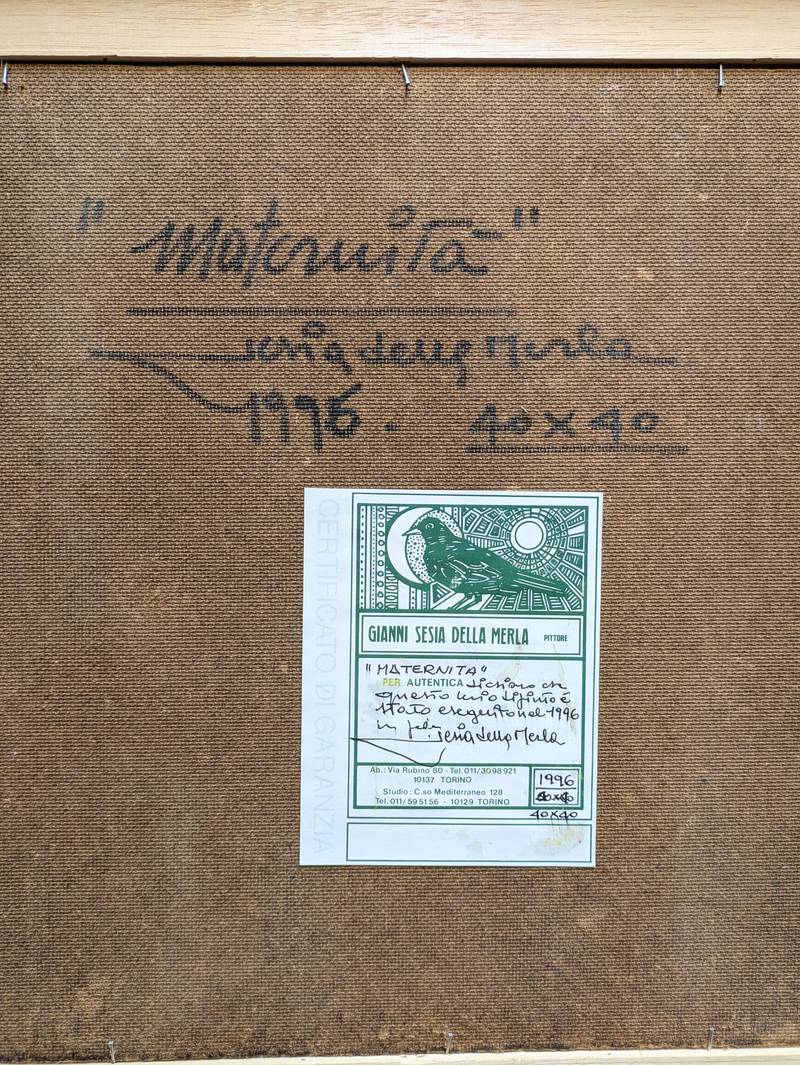 "Maternità"
Sesia della Merla
1996. 40x40
CERTIFICATO DI GARANZIA
GIANNI SESIA DELLA MERLA PITTORE
"MATERNITA"
PER AUTENTICA dichiaro che
questo mio dipinto è
stato eseguito nel 1996
in fede
Sesia della Merla
Ab.: Via Rubino 80 - Tel. 011/3098921
10137 TORINO
Studio: C.so Mediterraneo 128
Tel. 011/595156 - 10129 TORINO
1996
40x40
40x40